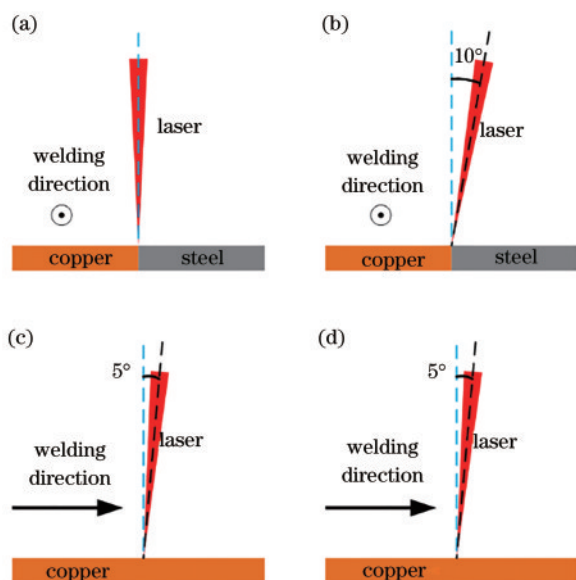 (a)
laser
welding
direction
copper
steel
(b)
10°
laser
welding
direction
copper
steel
(c)
5°
laser
welding
direction
copper
(d)
5°
laser
welding
direction
copper